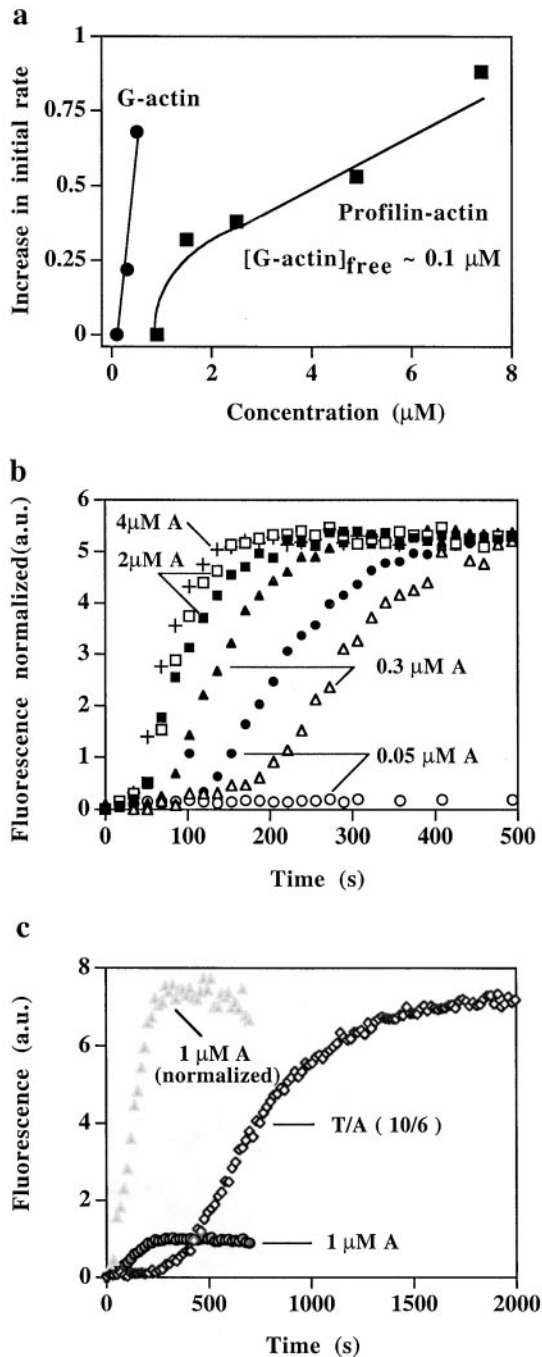 a
1
0.75
0.5
0.25
0
Increase in initial rate
G-actin
Profilin-actin
[G-actin]free ~ 0.1 μM
0 2 4 6 8
Concentration (μM)
b
6
5
4
3
2
1
0
Fluorescence normalized(a.u.)
4μM A
2μM A
0.3 μM A
0.05 μM A
0 100 200 300 400 500
Time (s)
c
8
6
4
2
0
Fluorescence (a.u.)
1 μM A
(normalized)
T/A ( 10/6 )
1 μM A
0 500 1000 1500 2000
Time (s)